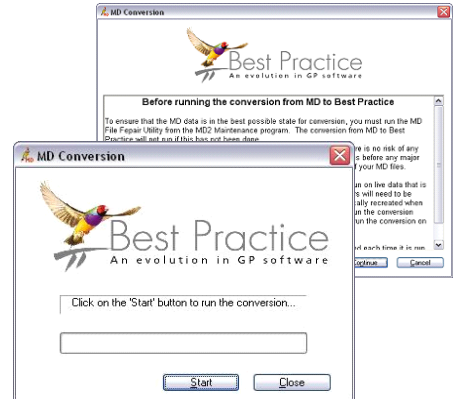 MD Conversion
Best Practice
An evolution in GP software
Before running the conversion from MD to Best Practice
To ensure that the MD data is in the best possible state for conversion, you must run the MD
File Fepair Utility from the MD2 Maintenance program. The conversion from MD to Best
Practice will not run if this has not been done.
re is no risk of any
s before any major
f your MD files.
un on live data that is
rs will need to be
cally recreated when
un the conversion
run the conversion on
ed each time it is run
Continue
Cancel
MD Conversion
Best Practice
An evolution in GP software
Click on the 'Start' button to run the conversion...
Start
Close